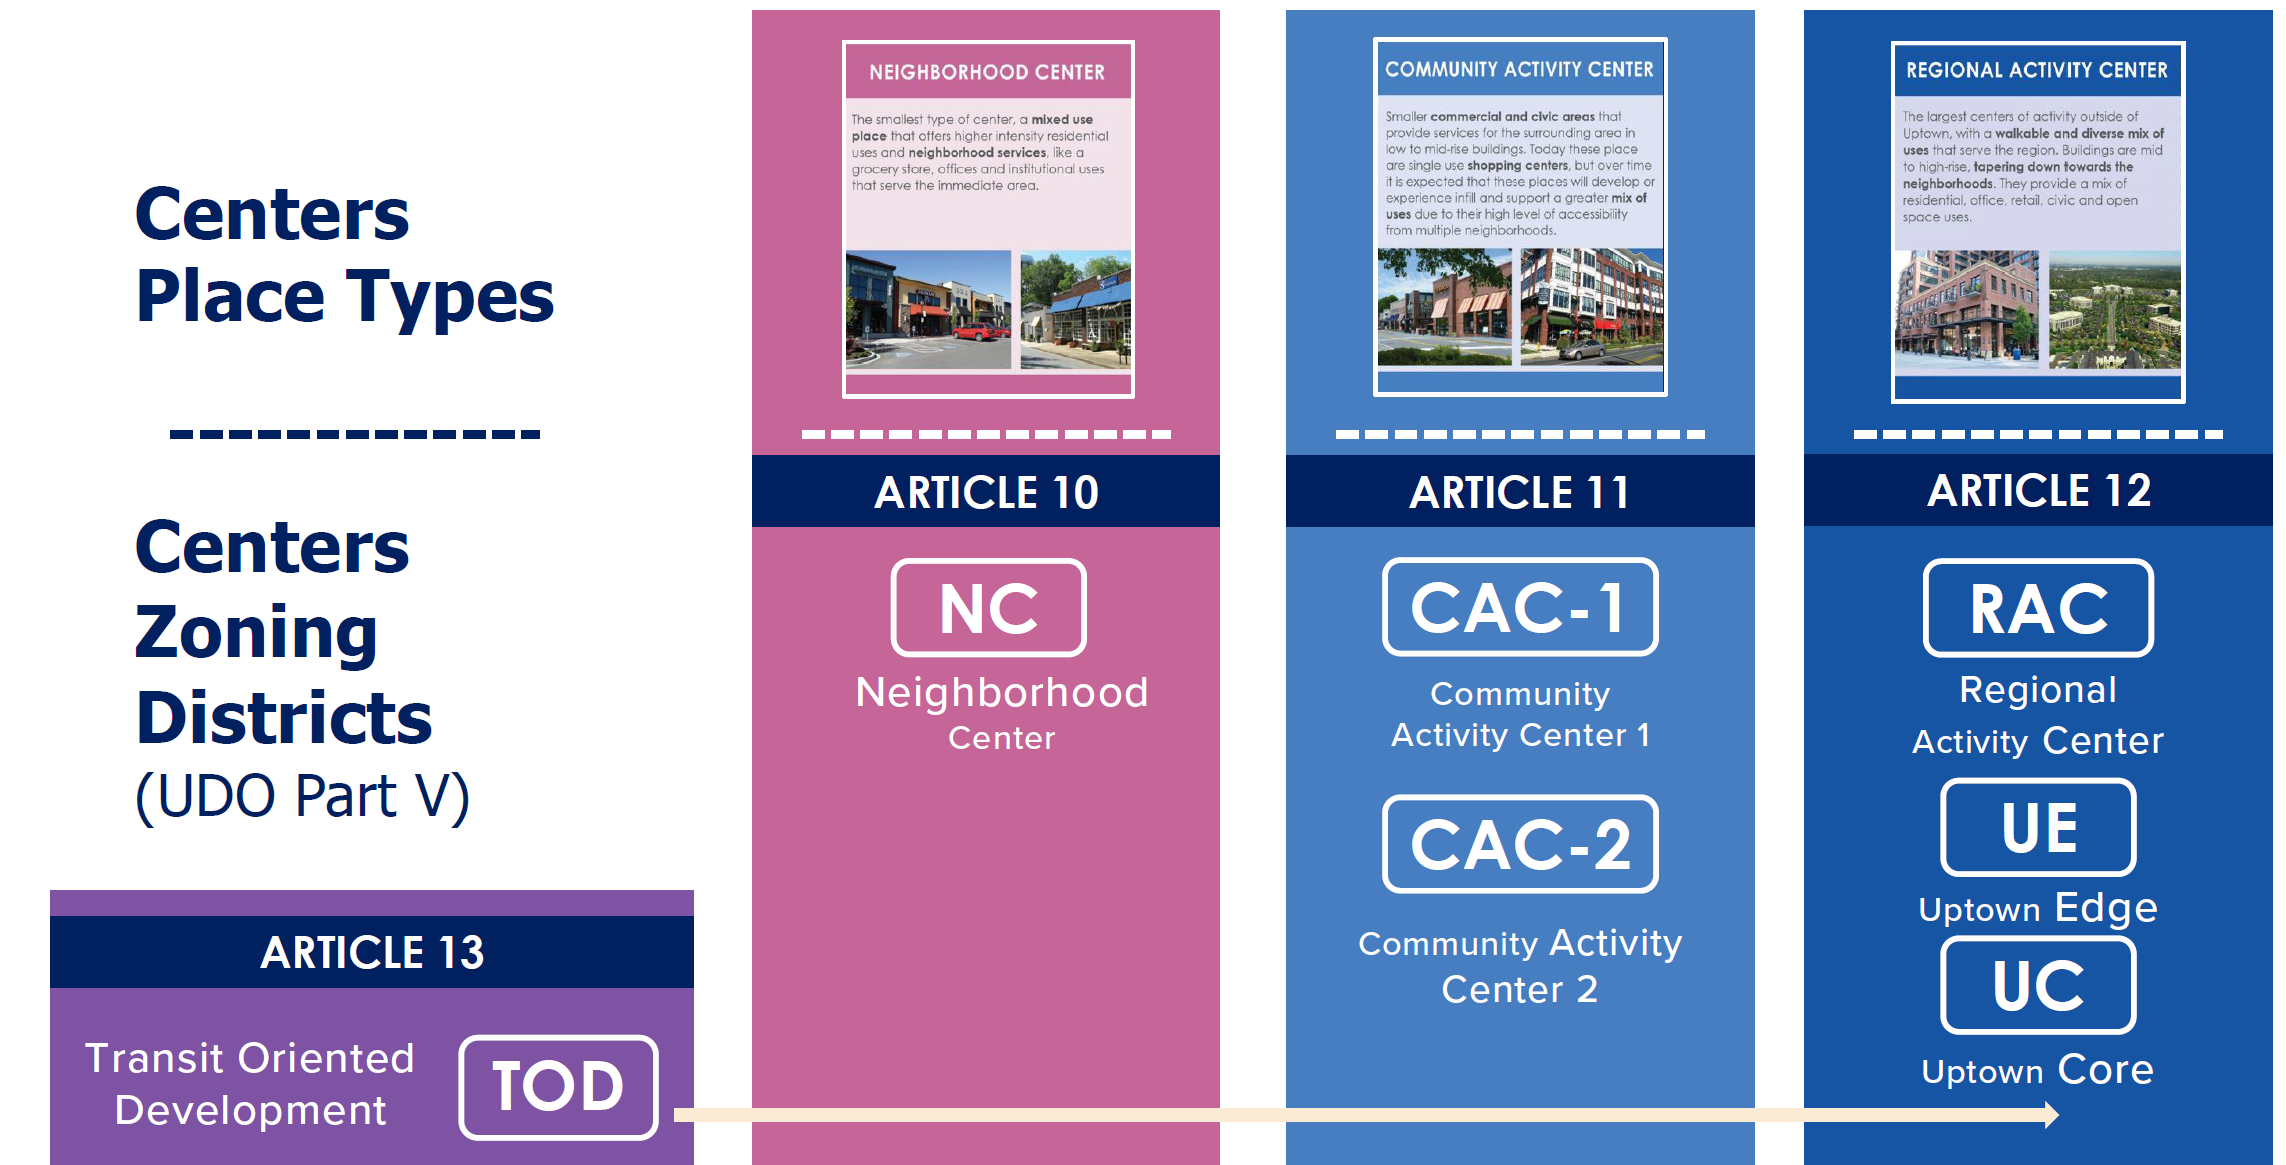 Centers
Place Types
Centers
Zoning
Districts
(UDO Part V)
ARTICLE 13
Transit Oriented
Development
TOD
NEIGHBORHOOD CENTER
The smallest type of center, a mixed use
place that offers higher intensity residential
uses and neighborhood services, like a
grocery store, offices and institutional uses
that serve the immediate area.
ARTICLE 10
NC
Neighborhood
Center
COMMUNITY ACTIVITY CENTER
Smaller commercial and civic areas that
provide services for the surrounding area in
low to mid-rise buildings. Today these place
are single use shopping centers, but over time
it is expected that these places will develop or
experience infill and support a greater mix of
uses due to their high level of accessibility
from multiple neighborhoods.
ARTICLE 11
CAC-1
Community
Activity Center 1
CAC-2
Community Activity
Center 2
REGIONAL ACTIVITY CENTER
The largest centers of activity outside of
Uptown, with a walkable and diverse mix of
uses that serve the region. Buildings are mid
to high-rise, tapering down towards the
neighborhoods. They provide a mix of
residential, office, retail, civic and open
space uses.
ARTICLE 12
RAC
Regional
Activity Center
UE
Uptown Edge
UC
Uptown Core